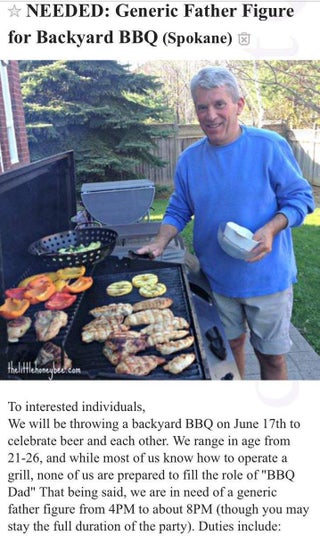 ☆ NEEDED: Generic Father Figure
for Backyard BBQ (Spokane)
thelittlehoneybee.com
To interested individuals,
We will be throwing a backyard BBQ on June 17th to
celebrate beer and each other. We range in age from
21-26, and while most of us know how to operate a
grill, none of us are prepared to fill the role of "BBQ
Dad" That being said, we are in need of a generic
father figure from 4PM to about 8PM (though you may
stay the full duration of the party). Duties include: